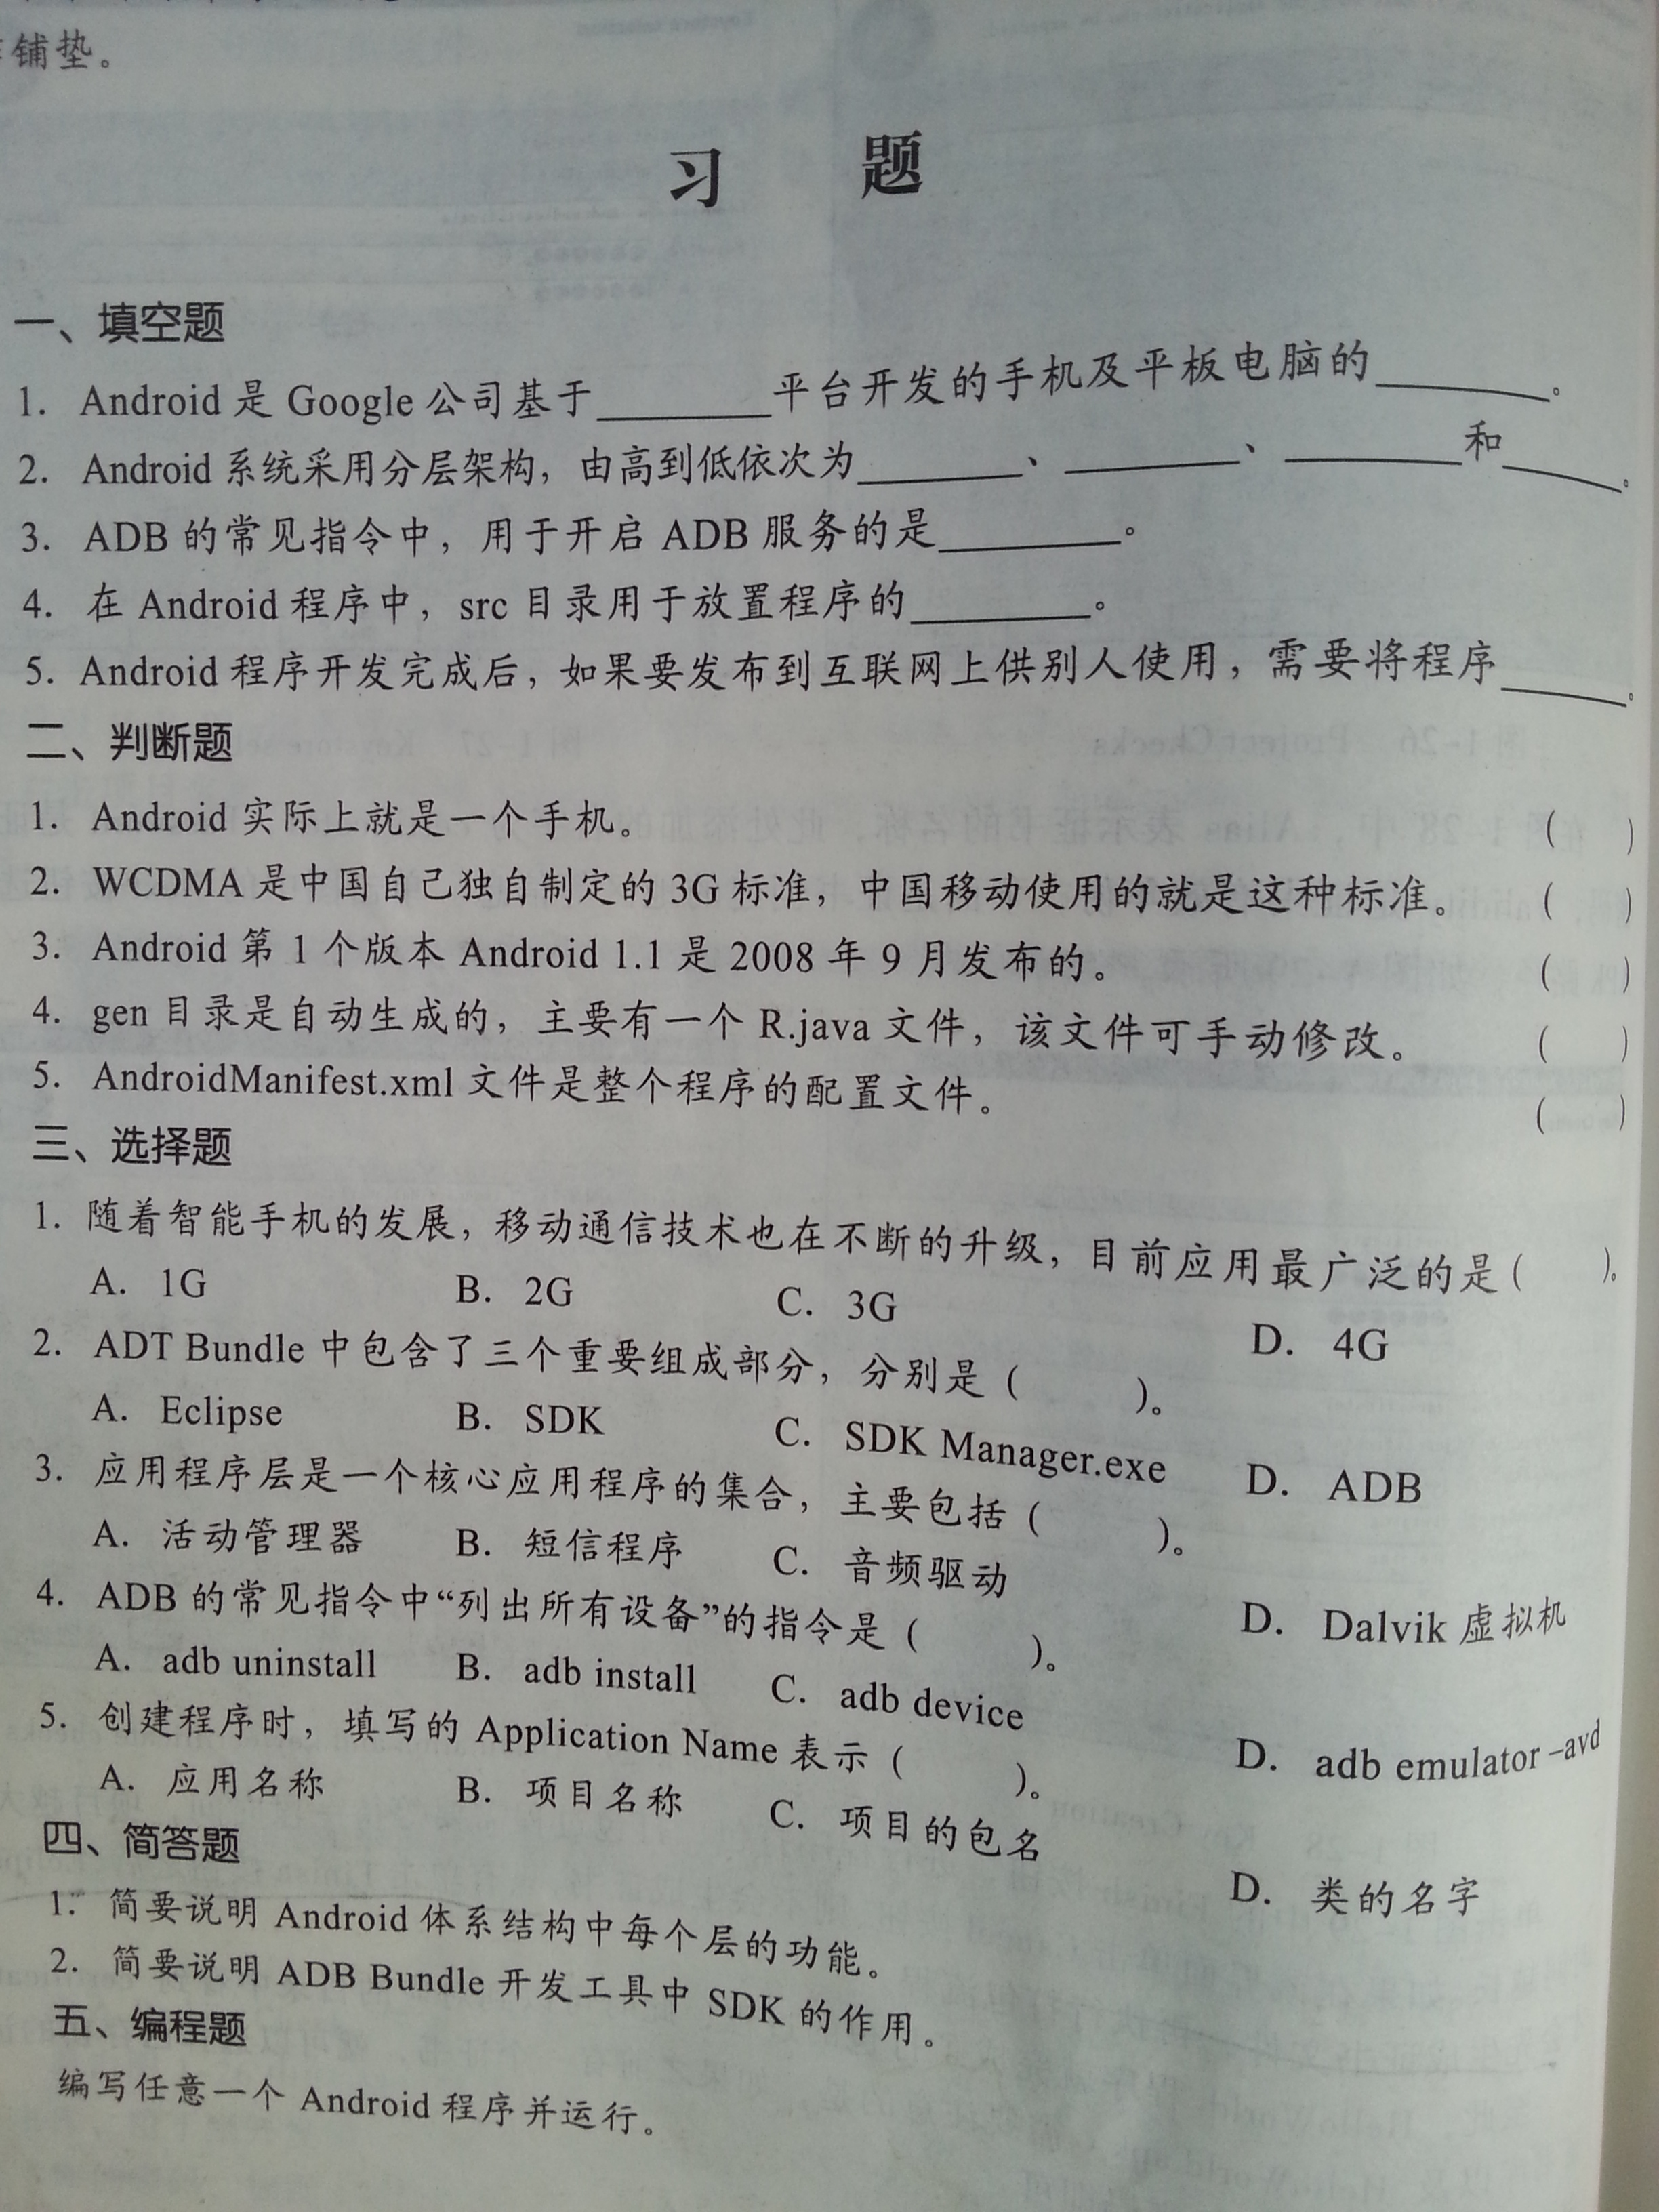 铺垫。
习 题
一、填空题
1. Android 是 Google 公司基于________平台开发的手机及平板电脑的________。
2. Android 系统采用分层架构，由高到低依次为________、________、________和________。
3. ADB 的常见指令中，用于开启 ADB 服务的是________。
4. 在 Android 程序中，src 目录用于放置程序的________。
5. Android 程序开发完成后，如果要发布到互联网上供别人使用，需要将程序________。
二、判断题
1. Android 实际上就是一个手机。 （ ）
2. WCDMA 是中国自己独自制定的 3G 标准，中国移动使用的就是这种标准。 （ ）
3. Android 第 1 个版本 Android 1.1 是 2008 年 9 月发布的。 （ ）
4. gen 目录是自动生成的，主要有一个 R.java 文件，该文件可手动修改。 （ ）
5. AndroidManifest.xml 文件是整个程序的配置文件。 （ ）
三、选择题
1. 随着智能手机的发展，移动通信技术也在不断的升级，目前应用最广泛的是（ ）。
A. 1G B. 2G C. 3G D. 4G
2. ADT Bundle 中包含了三个重要组成部分，分别是（ ）。
A. Eclipse B. SDK C. SDK Manager.exe D. ADB
3. 应用程序层是一个核心应用程序的集合，主要包括（ ）。
A. 活动管理器 B. 短信程序 C. 音频驱动 D. Dalvik 虚拟机
4. ADB 的常见指令中“列出所有设备”的指令是（ ）。
A. adb uninstall B. adb install C. adb device D. adb emulator –avd
5. 创建程序时，填写的 Application Name 表示（ ）。
A. 应用名称 B. 项目名称 C. 项目的包名 D. 类的名字
四、简答题
1. 简要说明 Android 体系结构中每个层的功能。
2. 简要说明 ADB Bundle 开发工具中 SDK 的作用。
五、编程题
编写任意一个 Android 程序并运行。